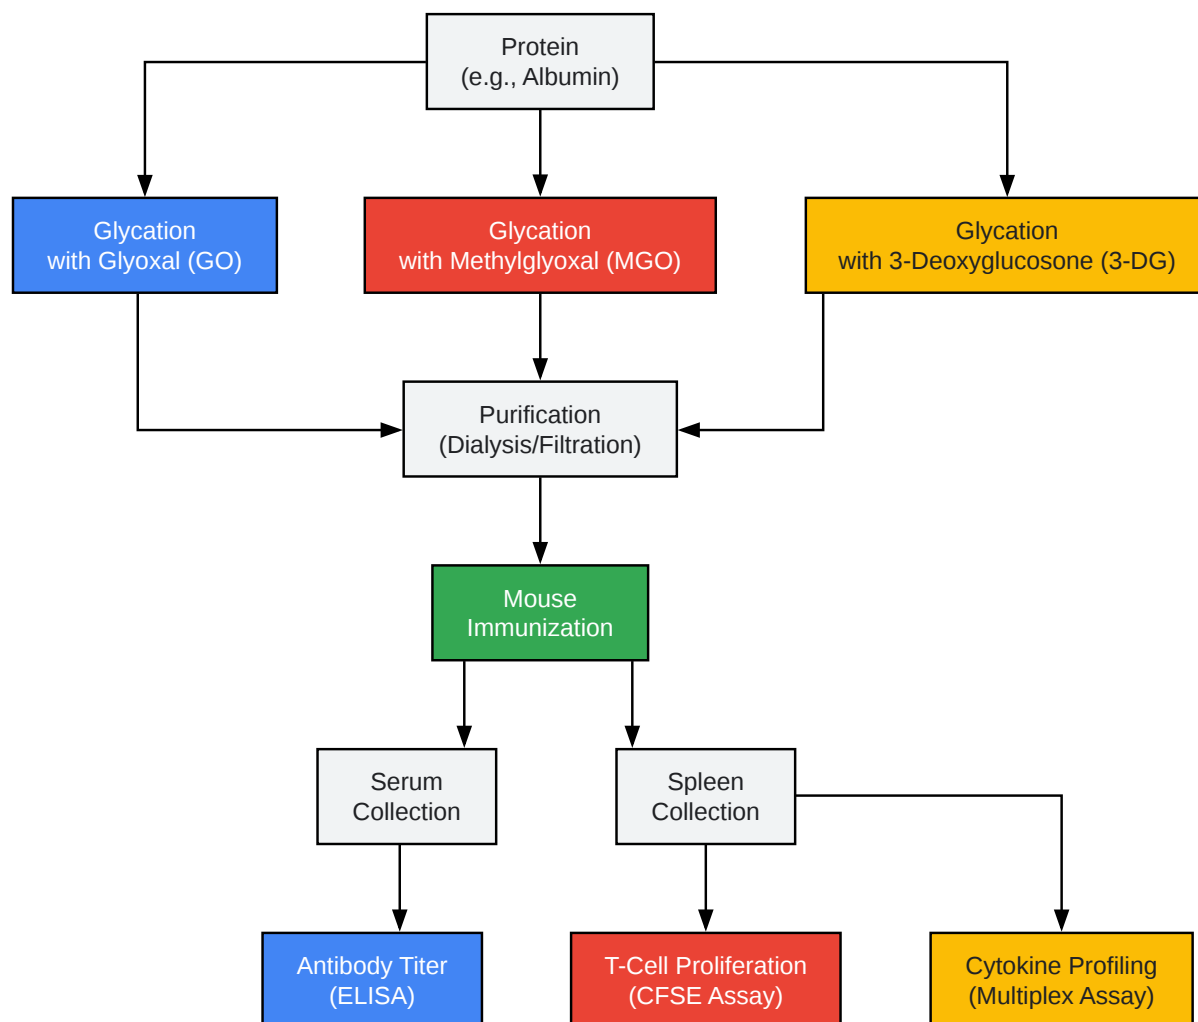 Protein
(e.g., Albumin)
Glycation
with Glyoxal (GO)
Glycation
with Methylglyoxal (MGO)
Glycation
with 3-Deoxyglucosone (3-DG)
Purification
(Dialysis/Filtration)
Mouse
Immunization
Serum
Collection
Spleen
Collection
Antibody Titer
(ELISA)
T-Cell Proliferation
(CFSE Assay)
Cytokine Profiling
(Multiplex Assay)